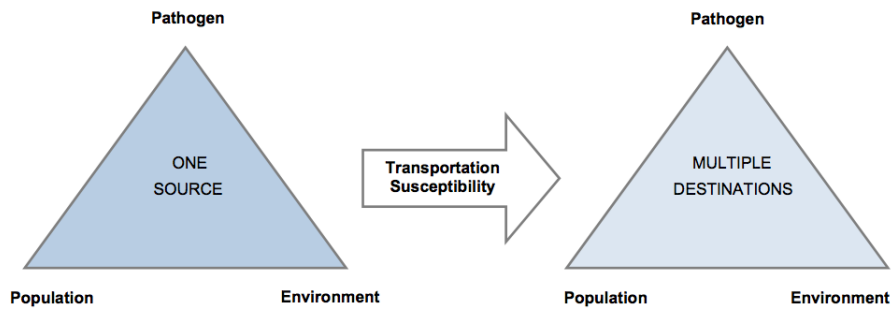 Pathogen
ONE
SOURCE
Population
Environment
Transportation
Susceptibility
Pathogen
MULTIPLE
DESTINATIONS
Population
Environment